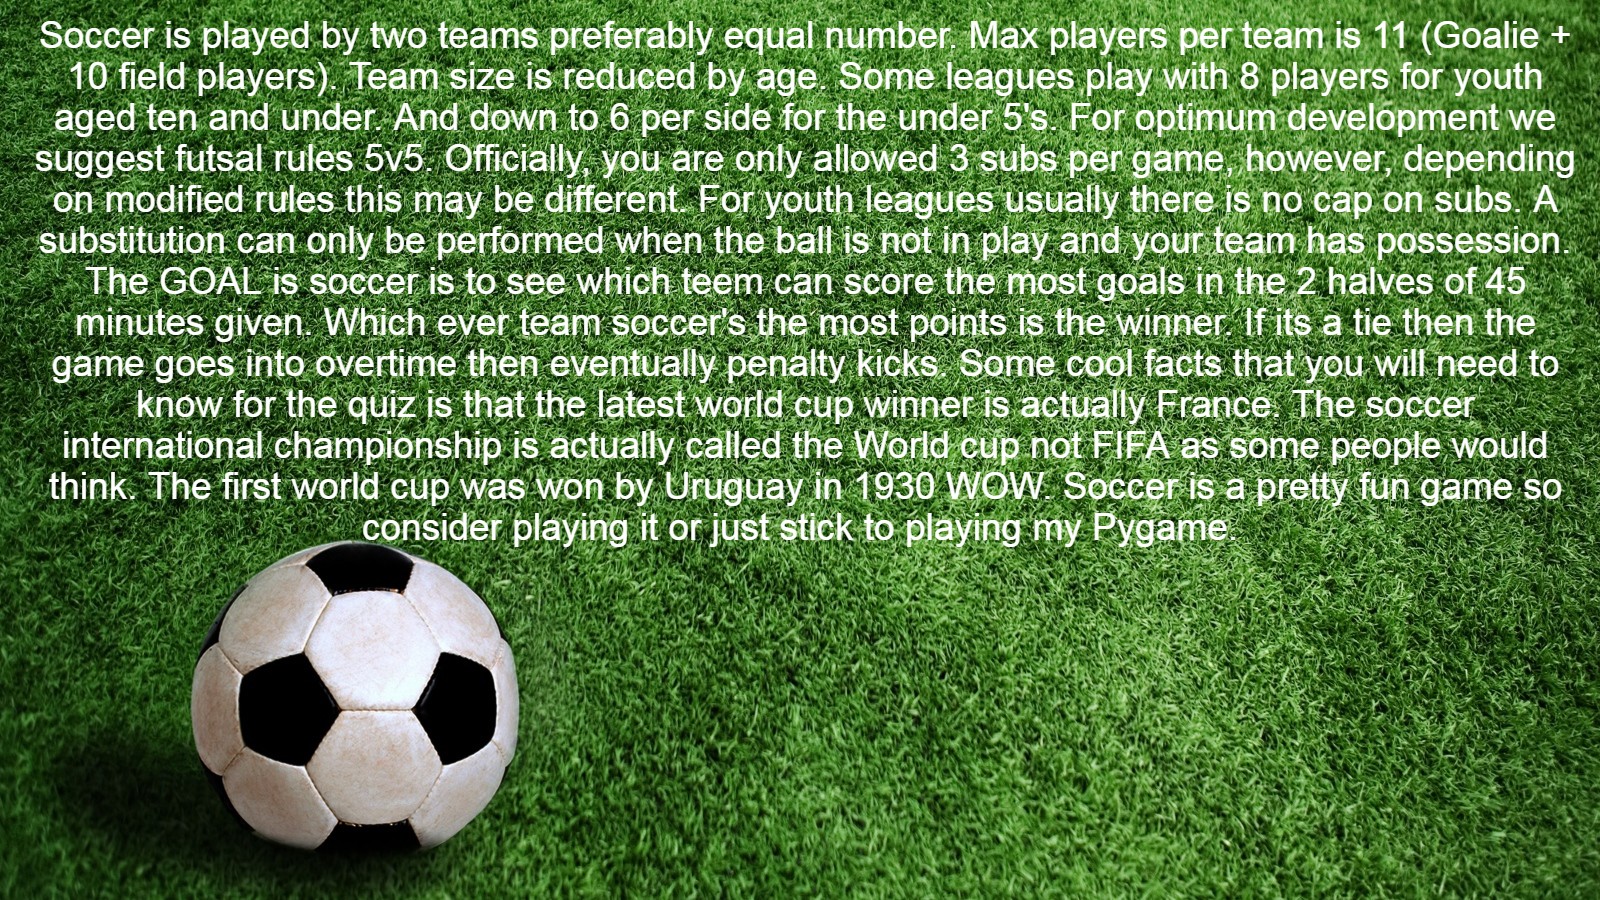 Soccer is played by two teams preferably equal number. Max players per team is 11 (Goalie +
10 field players). Team size is reduced by age. Some leagues play with 8 players for youth
aged ten and under. And down to 6 per side for the under 5's. For optimum development we
suggest futsal rules 5v5. Officially, you are only allowed 3 subs per game, however, depending
on modified rules this may be different. For youth leagues usually there is no cap on subs. A
substitution can only be performed when the ball is not in play and your team has possession.
The GOAL is soccer is to see which teem can score the most goals in the 2 halves of 45
minutes given. Which ever team soccer's the most points is the winner. If its a tie then the
game goes into overtime then eventually penalty kicks. Some cool facts that you will need to
know for the quiz is that the latest world cup winner is actually France. The soccer
international championship is actually called the World cup not FIFA as some people would
think. The first world cup was won by Uruguay in 1930 WOW. Soccer is a pretty fun game so
consider playing it or just stick to playing my Pygame.